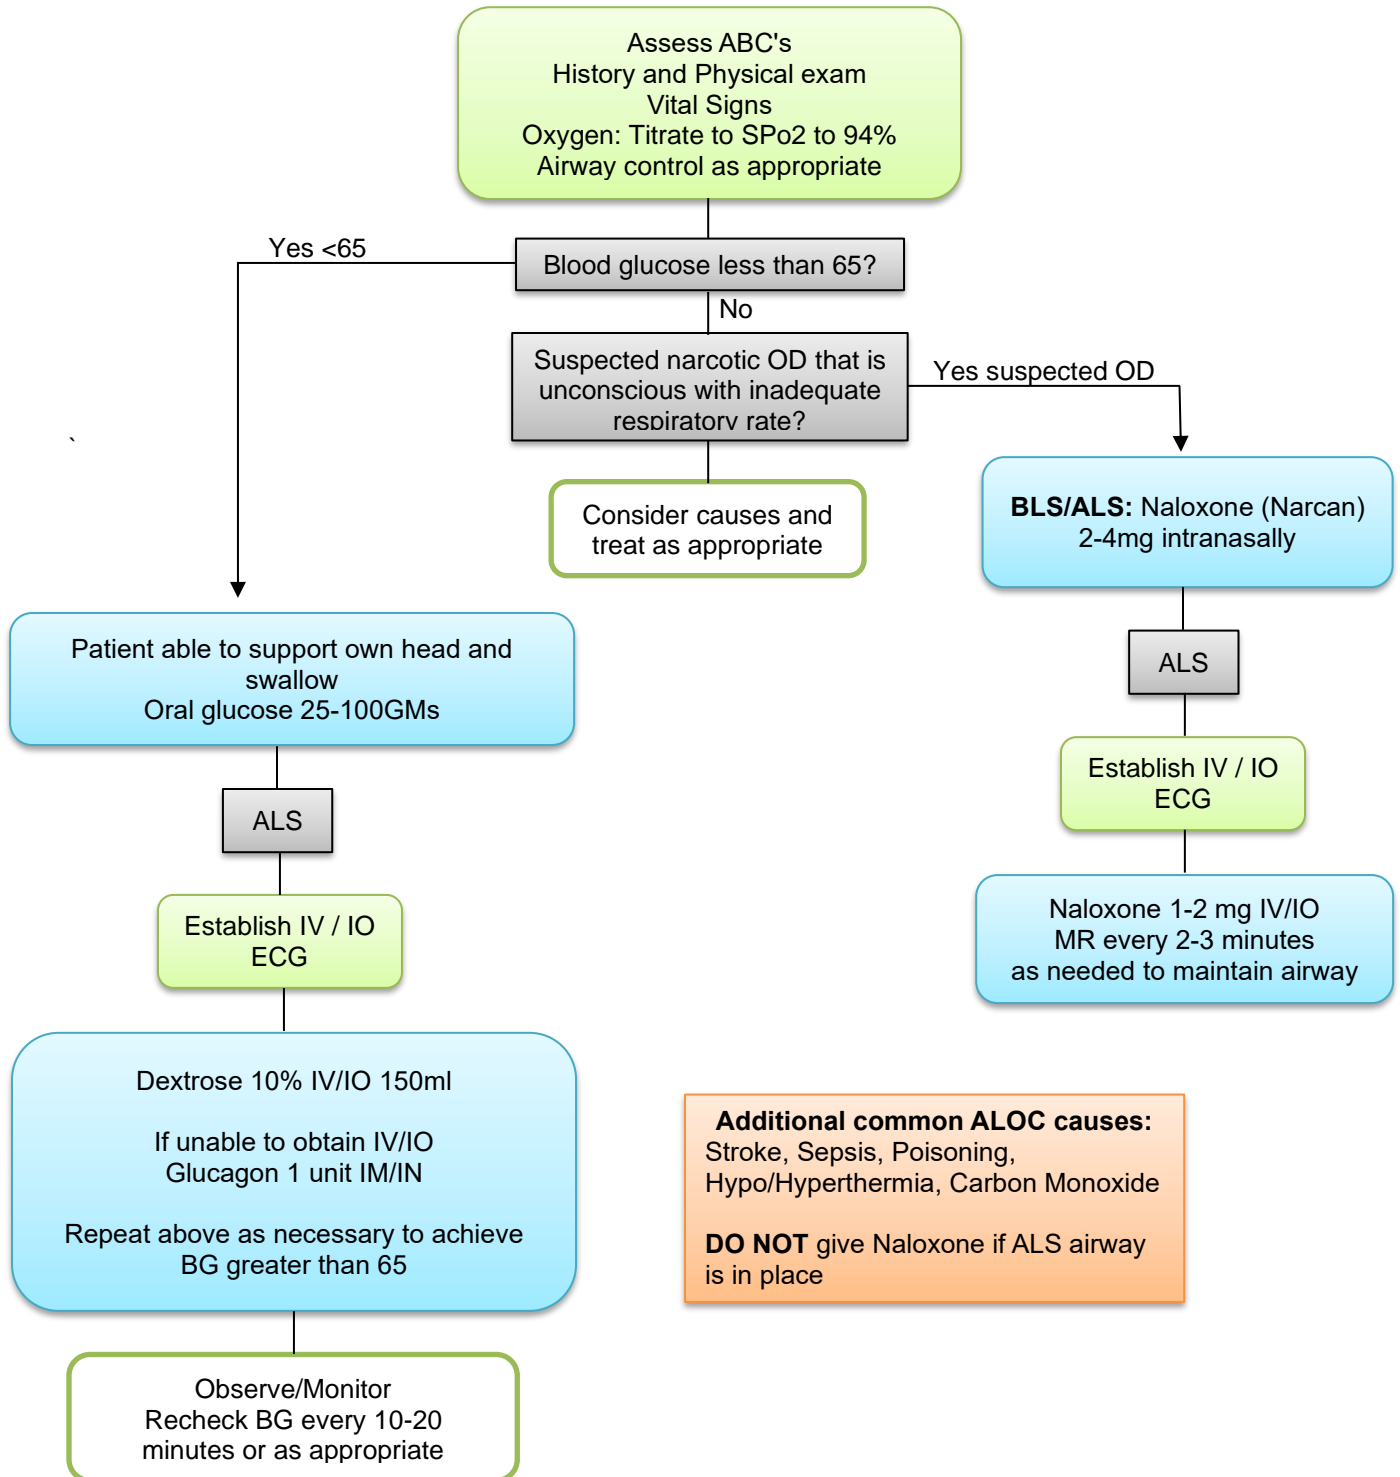 Assess ABC's
History and Physical exam
Vital Signs
Oxygen: Titrate to SPo2 to 94%
Airway control as appropriate
Yes <65
Blood glucose less than 65?
No
Suspected narcotic OD that is
unconscious with inadequate
respiratory rate?
Yes suspected OD
`
Consider causes and
treat as appropriate
BLS/ALS: Naloxone (Narcan)
2-4mg intranasally
Patient able to support own head and
swallow
Oral glucose 25-100GMs
ALS
Establish IV / IO
ECG
Naloxone 1-2 mg IV/IO
MR every 2-3 minutes
as needed to maintain airway
ALS
Establish IV / IO
ECG
Dextrose 10% IV/IO 150ml
If unable to obtain IV/IO
Glucagon 1 unit IM/IN
Repeat above as necessary to achieve
BG greater than 65
Additional common ALOC causes:
Stroke, Sepsis, Poisoning,
Hypo/Hyperthermia, Carbon Monoxide
DO NOT give Naloxone if ALS airway
is in place
Observe/Monitor
Recheck BG every 10-20
minutes or as appropriate